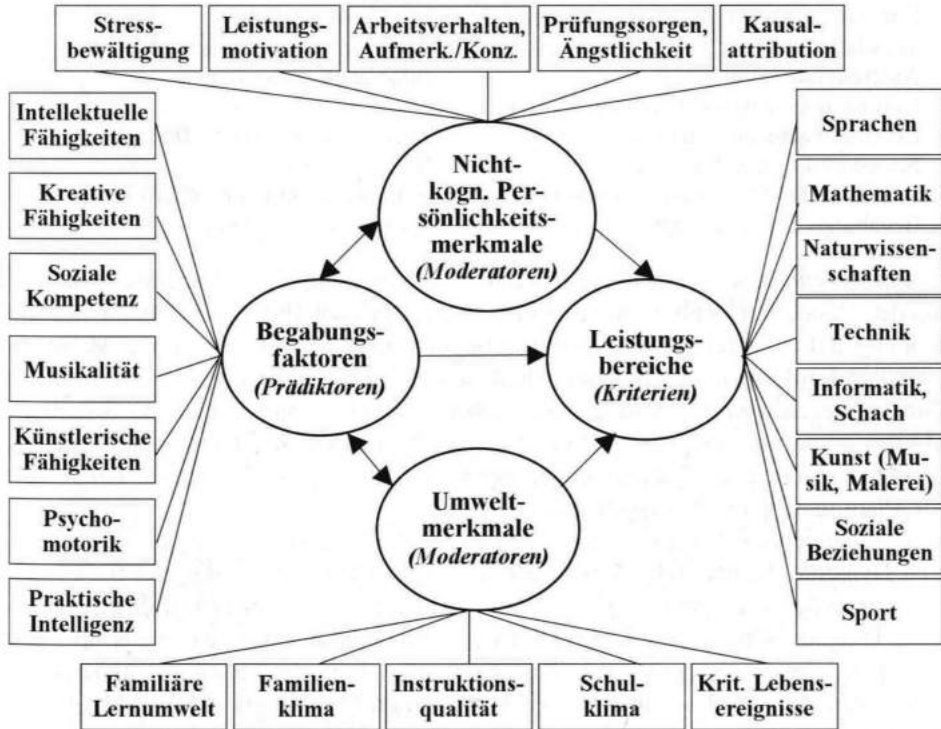 Stress-
bewältigung
Leistungs-
motivation
Arbeitsverhalten,
Aufmerk./Konz.
Prüfungssorgen,
Ängstlichkeit
Kausal-
attribution
Intellektuelle
Fähigkeiten
Kreative
Fähigkeiten
Soziale
Kompetenz
Musikalität
Künstlerische
Fähigkeiten
Psycho-
motorik
Praktische
Intelligenz
Nicht-
kogn. Per-
sönlichkeits-
merkmale
(Moderatoren)
Begabungs-
faktoren
(Prädiktoren)
Leistungs-
bereiche
(Kriterien)
Umwelt-
merkmale
(Moderatoren)
Sprachen
Mathematik
Naturwissen-
schaften
Technik
Informatik,
Schach
Kunst (Mu-
sik, Malerei)
Soziale
Beziehungen
Sport
Familiäre
Lernumwelt
Familien-
klima
Instruktions-
qualität
Schul-
klima
Krit. Lebens-
ereignisse